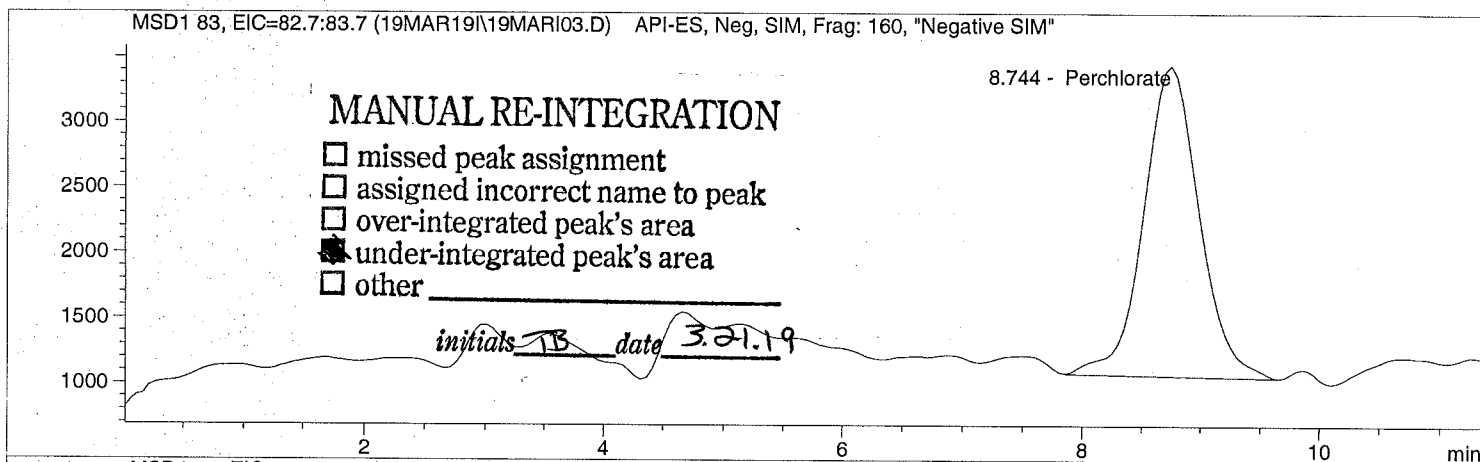 MSD1 83, EIC=82.7:83.7 (19MAR19I\19MARI03.D) API-ES, Neg, SIM, Frag: 160, "Negative SIM"
8.744 - Perchlorate
MANUAL RE-INTEGRATION
missed peak assignment
assigned incorrect name to peak
over-integrated peak's area
under-integrated peak's area
other
initials TB date 3.21.19
3000
2500
2000
1500
1000
2 4 6 8 10 min